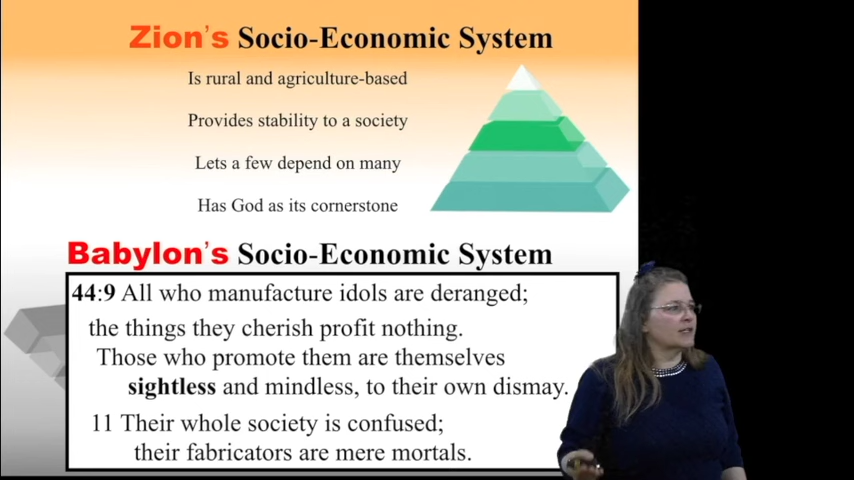 Zion's Socio-Economic System
Is rural and agriculture-based
Provides stability to a society
Lets a few depend on many
Has God as its cornerstone
Babylon's Socio-Economic System
44:9 All who manufacture idols are deranged;
the things they cherish profit nothing.
Those who promote them are themselves
sightless and mindless, to their own dismay.
11 Their whole society is confused;
their fabricators are mere mortals.